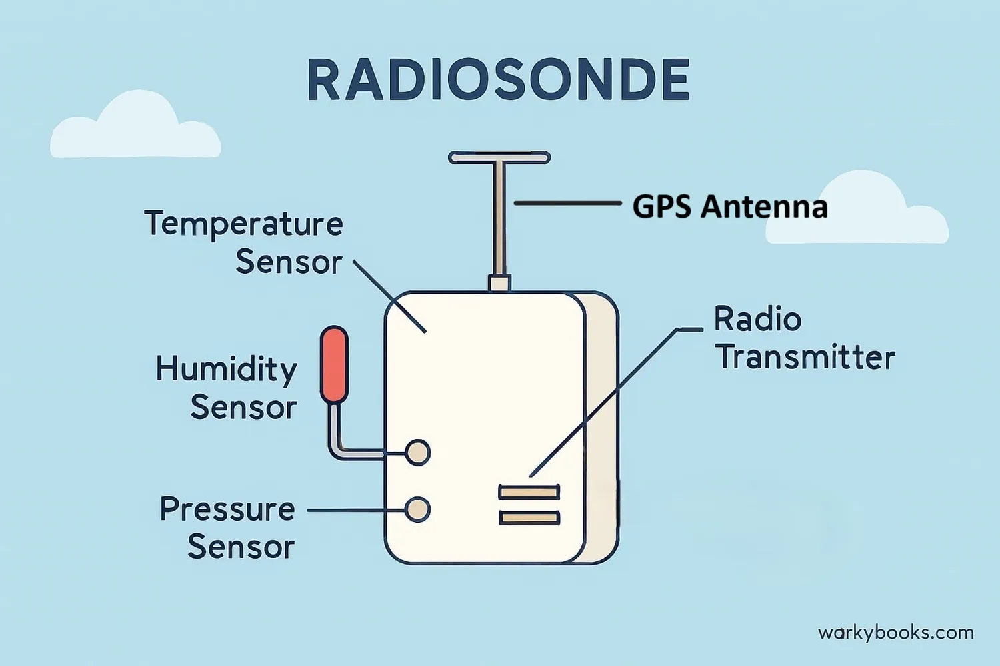 RADIOSONDE
GPS Antenna
Temperature
Sensor
Radio
Transmitter
Humidity
Sensor
Pressure
Sensor
warkybooks.com